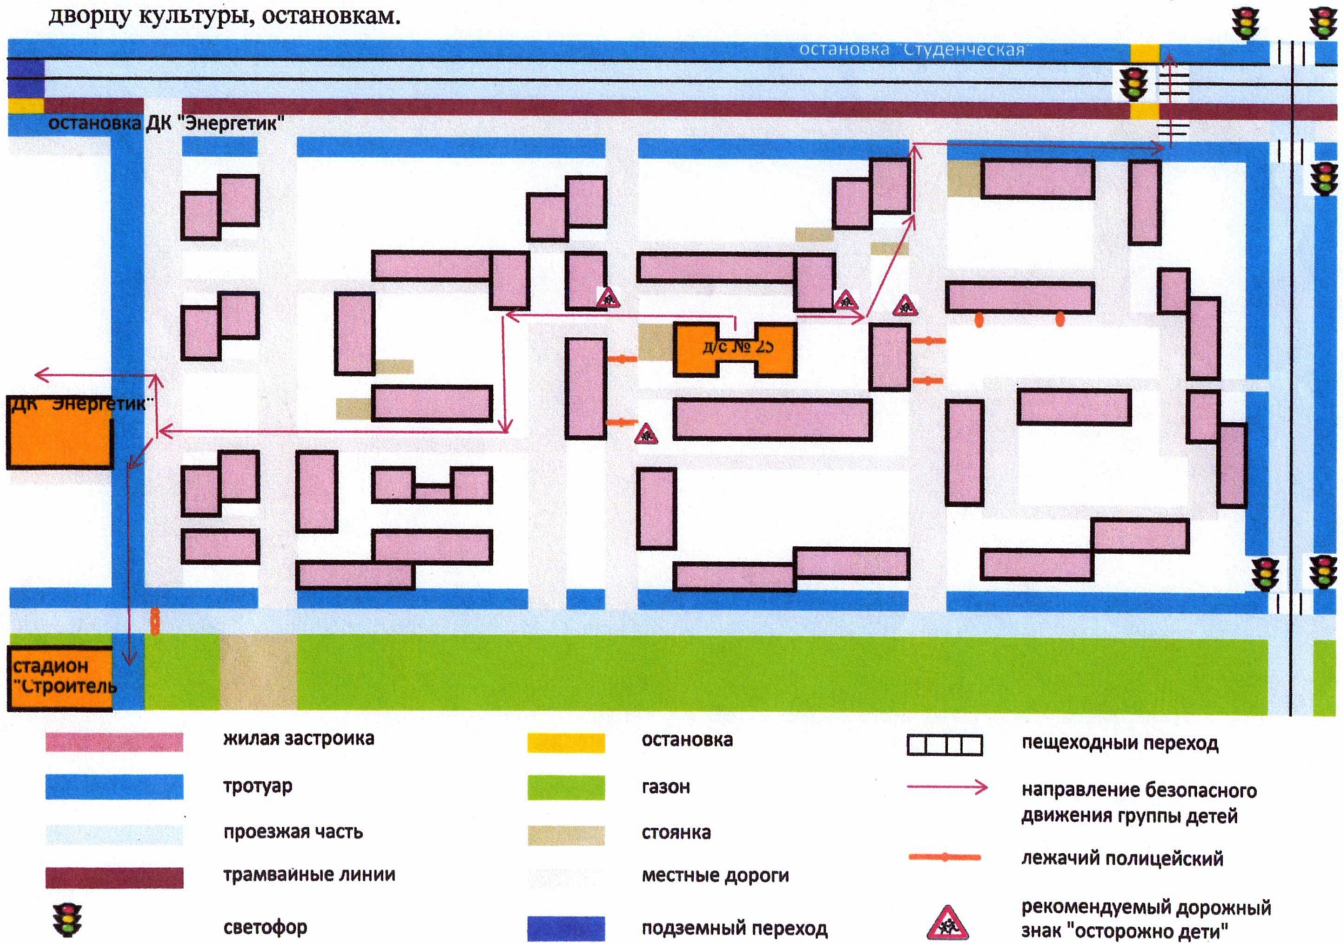 дворцу культуры, остановкам.
остановка "Студенческая"
остановка ДК "Энергетик"
д/с № 25
ДК "Энергетик"
стадион
"Строитель
жилая застроика
остановка
пещеходный переход
тротуар
газон
направление безопасного
движения группы детей
проезжая часть
стоянка
лежачий полицейский
трамвайные линии
местные дороги
рекомендуемый дорожный
знак "осторожно дети"
светофор
подземный переход